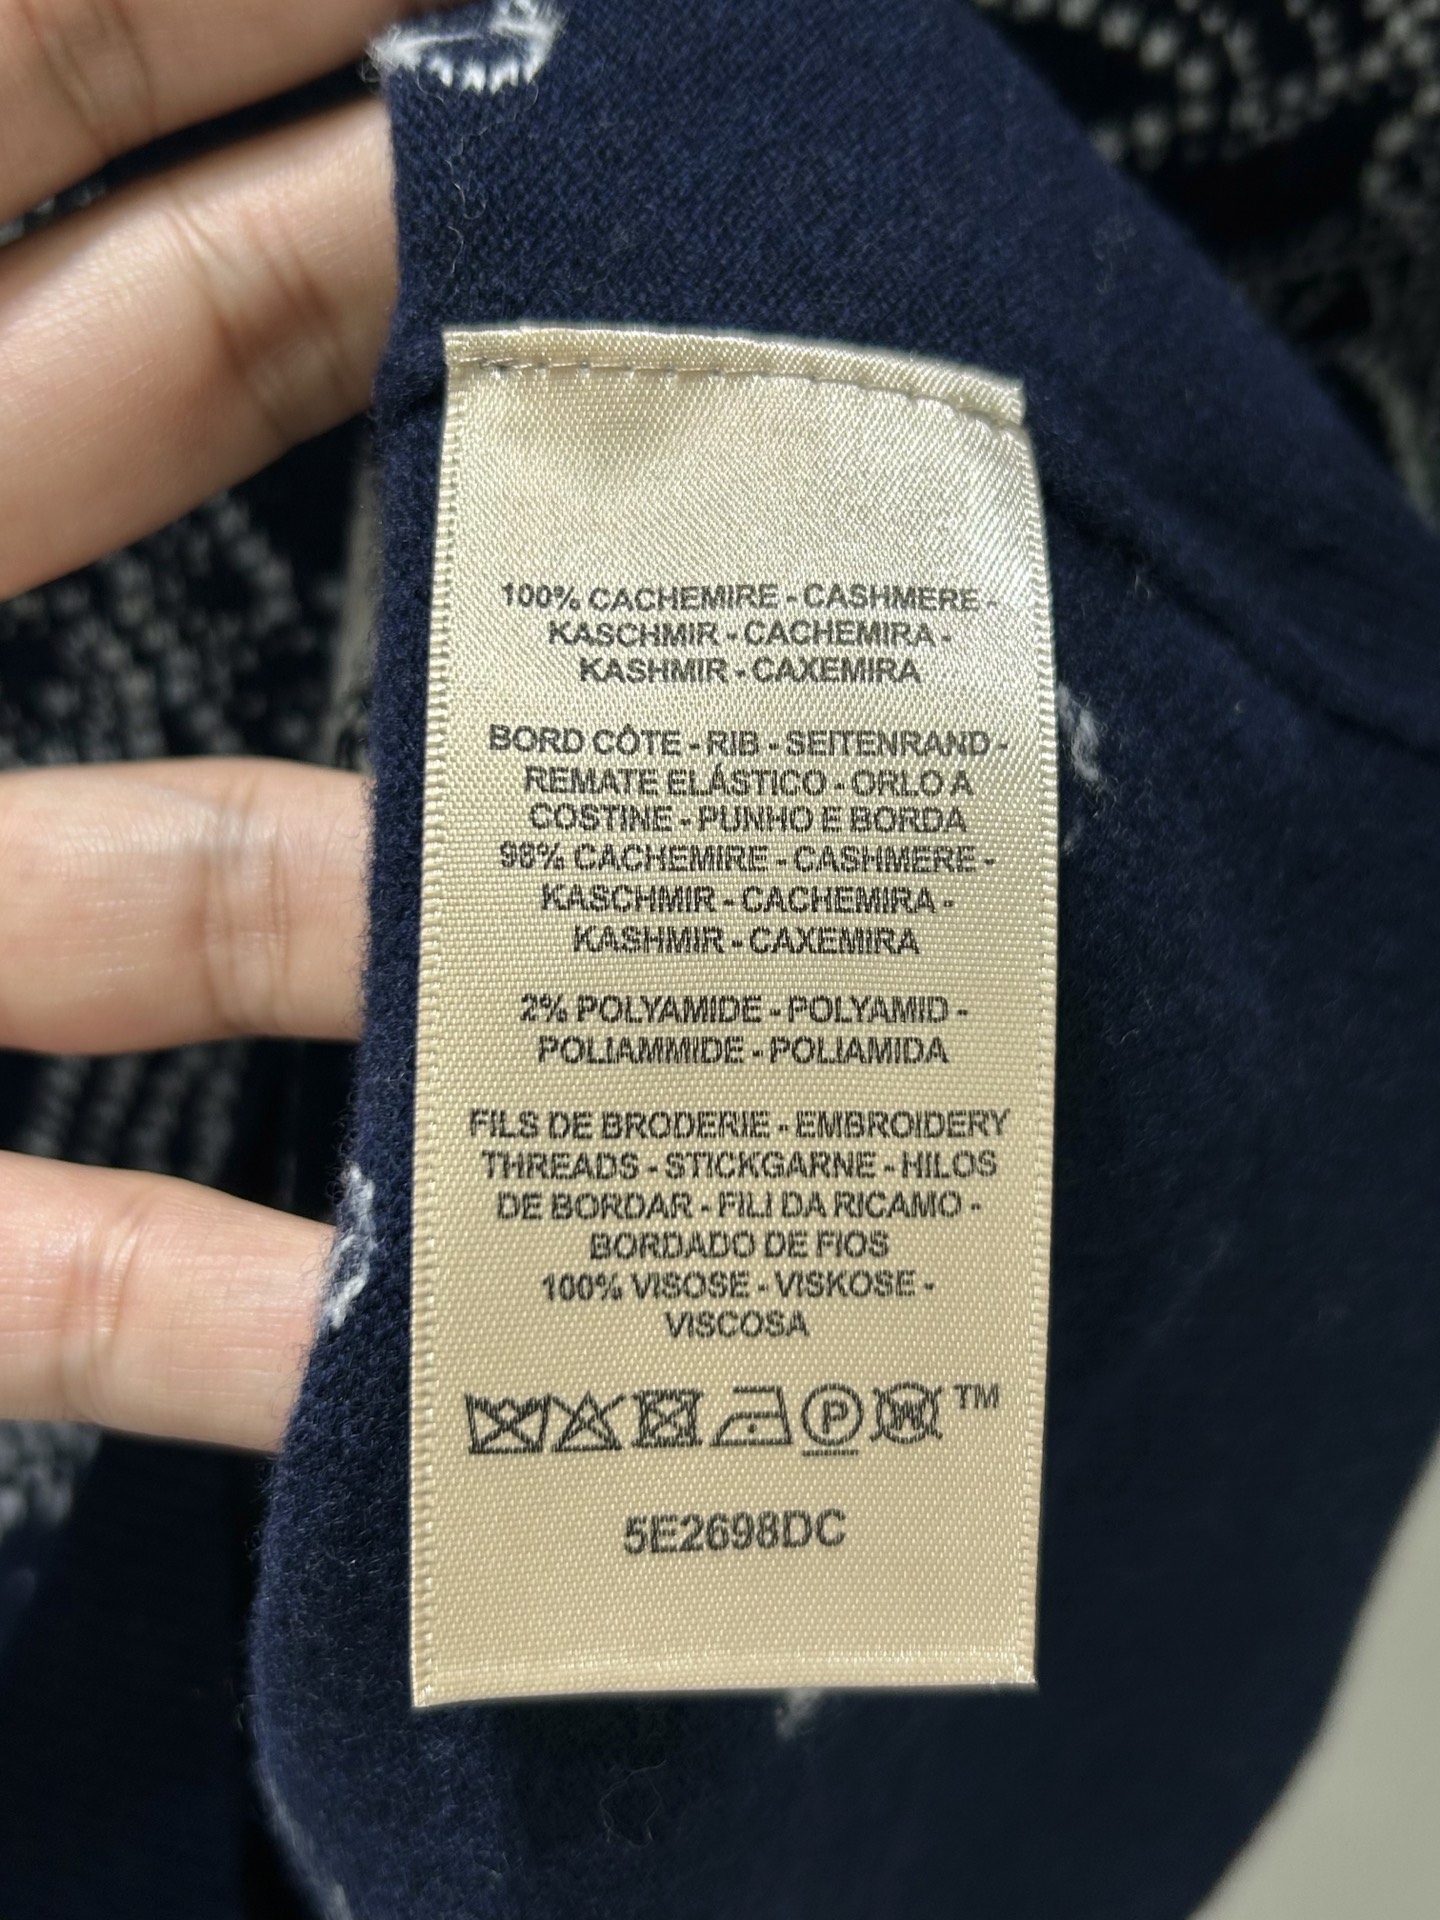 100% CACHEMIRE - CASHMERE -
KASCHMIR - CACHEMIRA -
KASHMIR - CAXEMIRA
BORD CÔTE - RIB - SEITENRAND -
REMATE ELÁSTICO - ORLO A
COSTINE - PUNHO E BORDA
98% CACHEMIRE - CASHMERE -
KASCHMIR - CACHEMIRA -
KASHMIR - CAXEMIRA
2% POLYAMIDE - POLYAMID -
POLIAMMIDE - POLIAMIDA
FILS DE BRODERIE - EMBROIDERY
THREADS - STICKGARNE - HILOS
DE BORDAR - FILI DA RICAMO -
BORDADO DE FIOS
100% VISOSE - VISKOSE -
VISCOSA
P W TM
5E2698DC